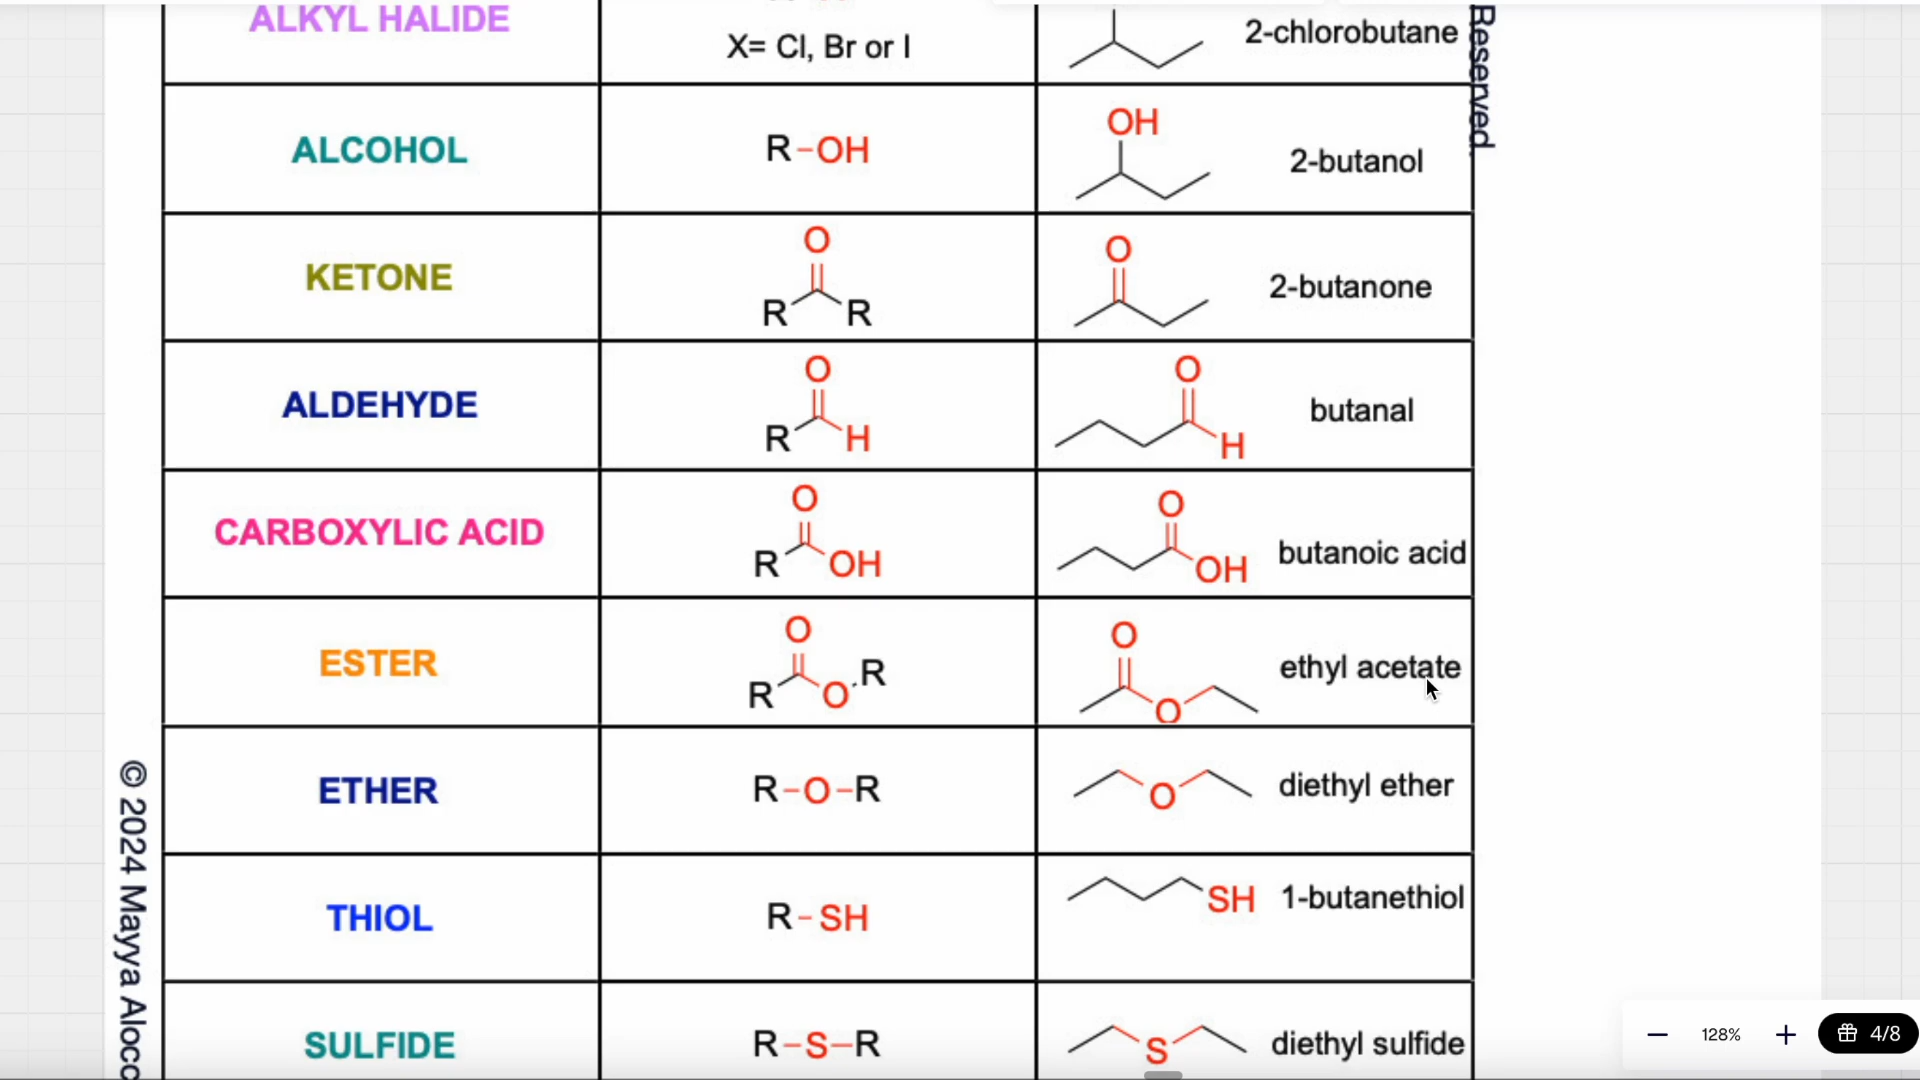 ALKYL HALIDE
X= Cl, Br or I
2-chlorobutane
Reserved.
ALCOHOL
R-OH
OH
2-butanol
KETONE
O
R R
O
2-butanone
ALDEHYDE
O
R H
O
H
butanal
CARBOXYLIC ACID
O
R OH
O
OH
butanoic acid
ESTER
O
R O R
O
O
ethyl acetate
ETHER
R-O-R
O
diethyl ether
THIOL
R-SH
SH
1-butanethiol
SULFIDE
R-S-R
S
diethyl sulfide
© 2024 Mayya
128%
4/8